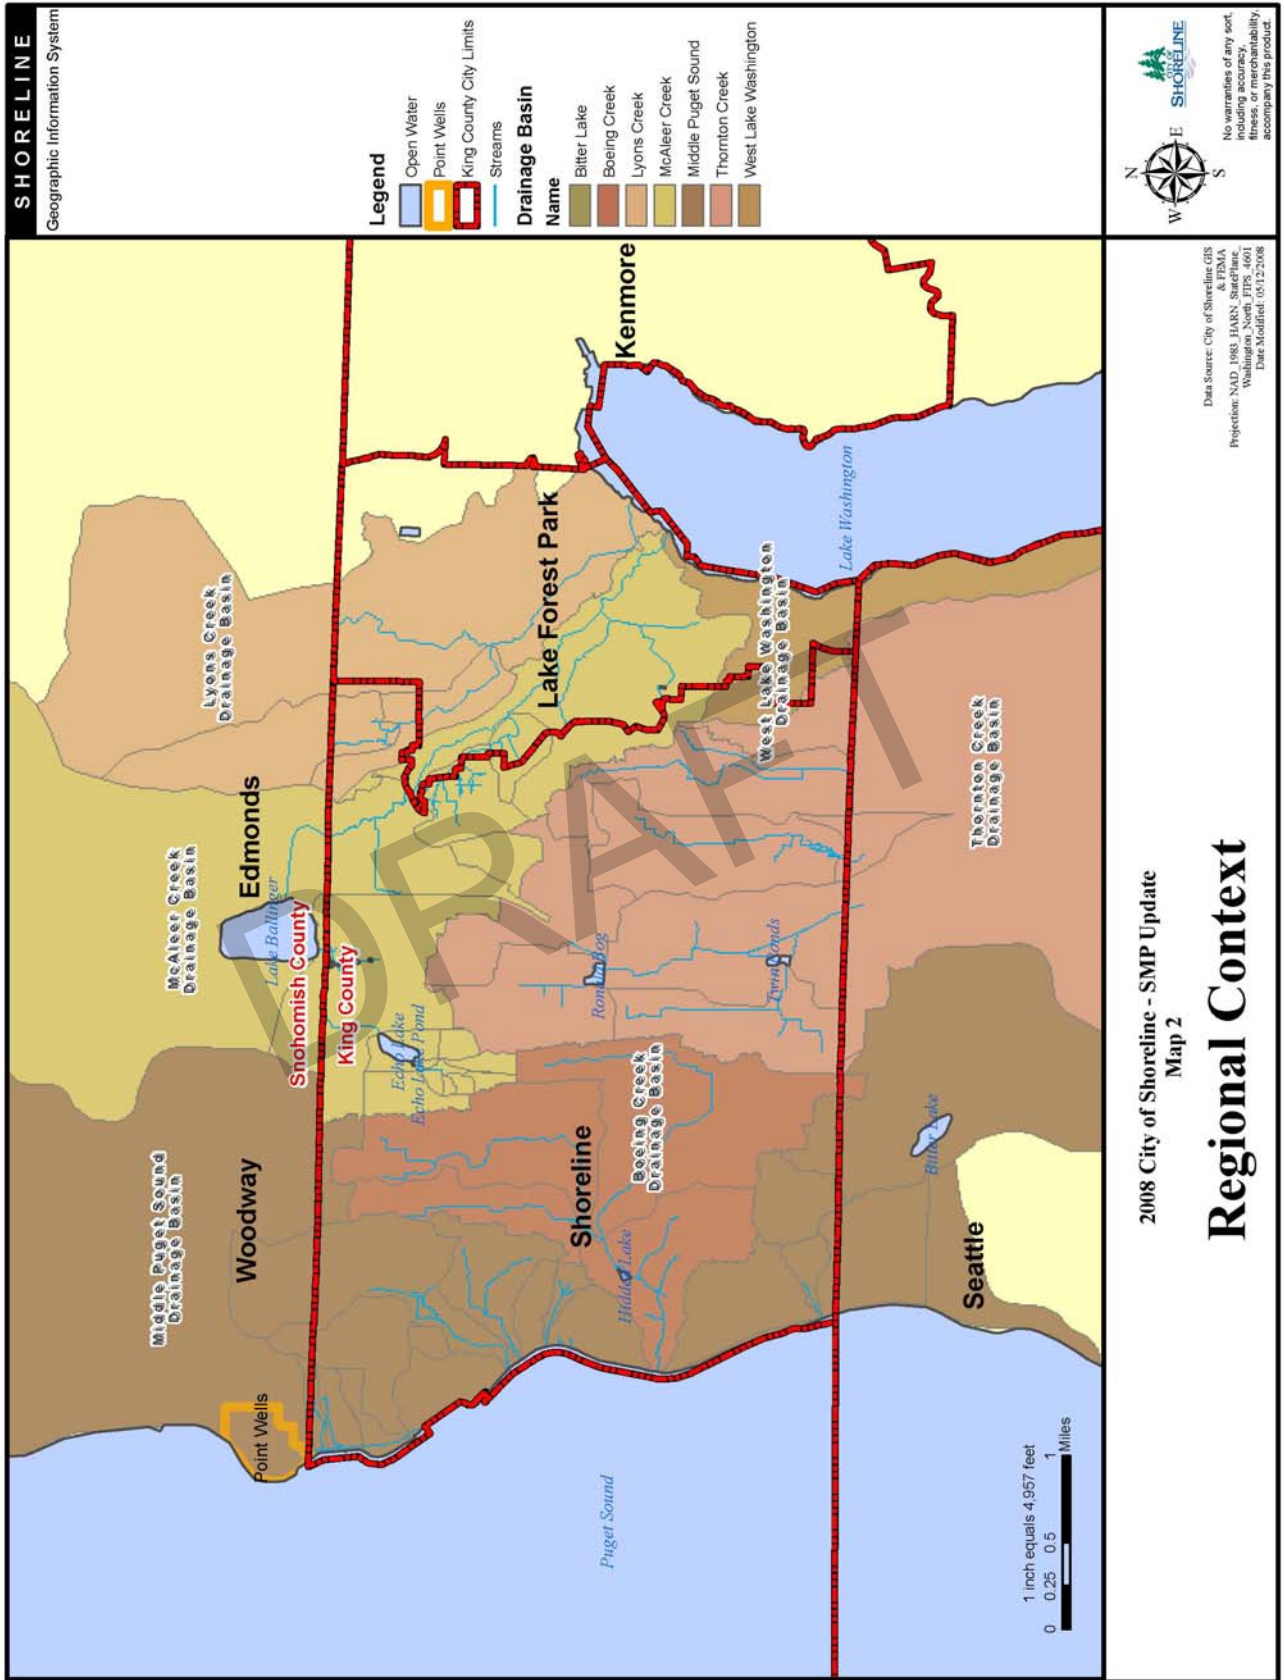 SHORELINE
Geographic Information System
Legend
Open Water
Point Wells
King County City Limits
Streams
Drainage Basin
Name
Bitter Lake
Boeing Creek
Lyons Creek
McAleer Creek
Middle Puget Sound
Thornton Creek
West Lake Washington
N
W
E
S
CITY OF
SHORELINE
No warranties of any sort,
including accuracy,
fitness, or merchantability,
accompany this product.
Middle Puget Sound
Drainage Basin
McAleer Creek
Drainage Basin
Lyons Creek
Drainage Basin
Woodway
Edmonds
Point Wells
Lake Ballinger
Snohomish County
King County
Echo Lake
Echo Lake Pond
Lake Forest Park
Kenmore
Shoreline
Boeing Creek
Drainage Basin
Ronald Bog
Hidden Lake
Puget Sound
Twin Ponds
West Lake Washington
Drainage Basin
Lake Washington
Bitter Lake
Seattle
Thornton Creek
Drainage Basin
DRAFT
1 inch equals 4,957 feet
0 0.25 0.5 1
Miles
2008 City of Shoreline - SMP Update
Map 2
Regional Context
Data Source: City of Shoreline GIS
& FEMA
Projection: NAD_1983_HARN_StatePlane_
Washington_North_FIPS_4601
Date Modified: 05/12/2008